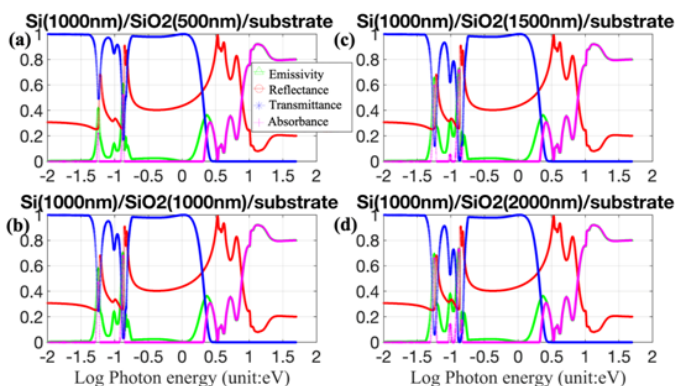 Si(1000nm)/SiO2(500nm)/substrate
(a)
1
0.8
0.6
0.4
0.2
0
-2 -1.5 -1 -0.5 0 0.5 1 1.5 2
Emissivity
Reflectance
Transmittance
Absorbance
Si(1000nm)/SiO2(1500nm)/substrate
(c)
1
0.8
0.6
0.4
0.2
0
-2 -1.5 -1 -0.5 0 0.5 1 1.5 2
Si(1000nm)/SiO2(1000nm)/substrate
(b)
1
0.8
0.6
0.4
0.2
0
-2 -1.5 -1 -0.5 0 0.5 1 1.5 2
Log Photon energy (unit:eV)
Si(1000nm)/SiO2(2000nm)/substrate
(d)
1
0.8
0.6
0.4
0.2
0
-2 -1.5 -1 -0.5 0 0.5 1 1.5 2
Log Photon energy (unit:eV)